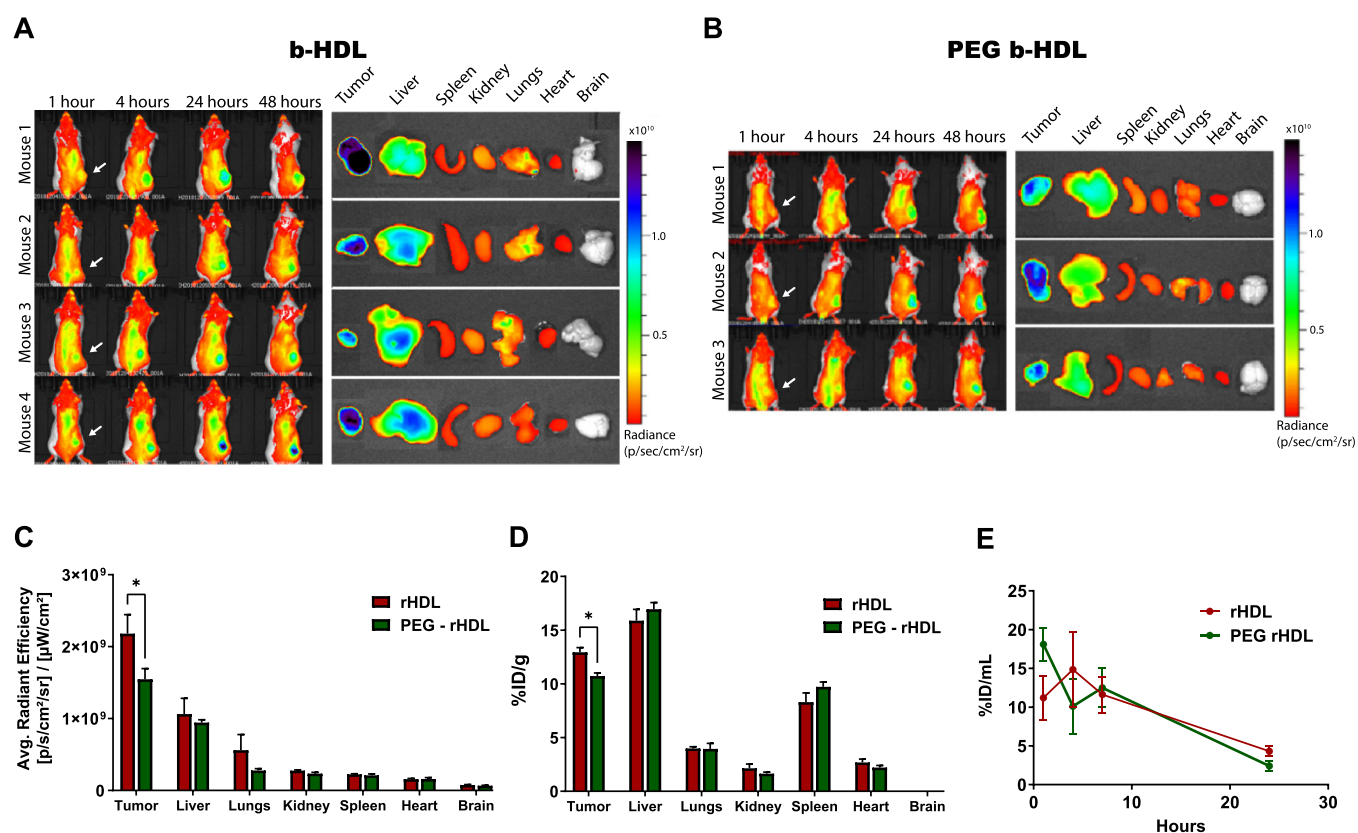 A
b-HDL
1 hour 4 hours 24 hours 48 hours
Tumor Liver Spleen Kidney Lungs Heart Brain
Mouse 1
Mouse 2
Mouse 3
Mouse 4
x10¹⁰
1.0
0.5
Radiance
(p/sec/cm²/sr)
B
PEG b-HDL
1 hour 4 hours 24 hours 48 hours
Tumor Liver Spleen Kidney Lungs Heart Brain
Mouse 1
Mouse 2
Mouse 3
x10¹⁰
1.0
0.5
Radiance
(p/sec/cm²/sr)
C
Avg. Radiant Efficiency
[p/s/cm²/sr] / [µW/cm²]
3×10⁹
2×10⁹
1×10⁹
0
*
rHDL
PEG - rHDL
Tumor Liver Lungs Kidney Spleen Heart Brain
D
%ID/g
20
15
10
5
0
*
rHDL
PEG - rHDL
Tumor Liver Lungs Kidney Spleen Heart Brain
E
%ID/mL
25
20
15
10
5
0
rHDL
PEG rHDL
0 10 20 30
Hours